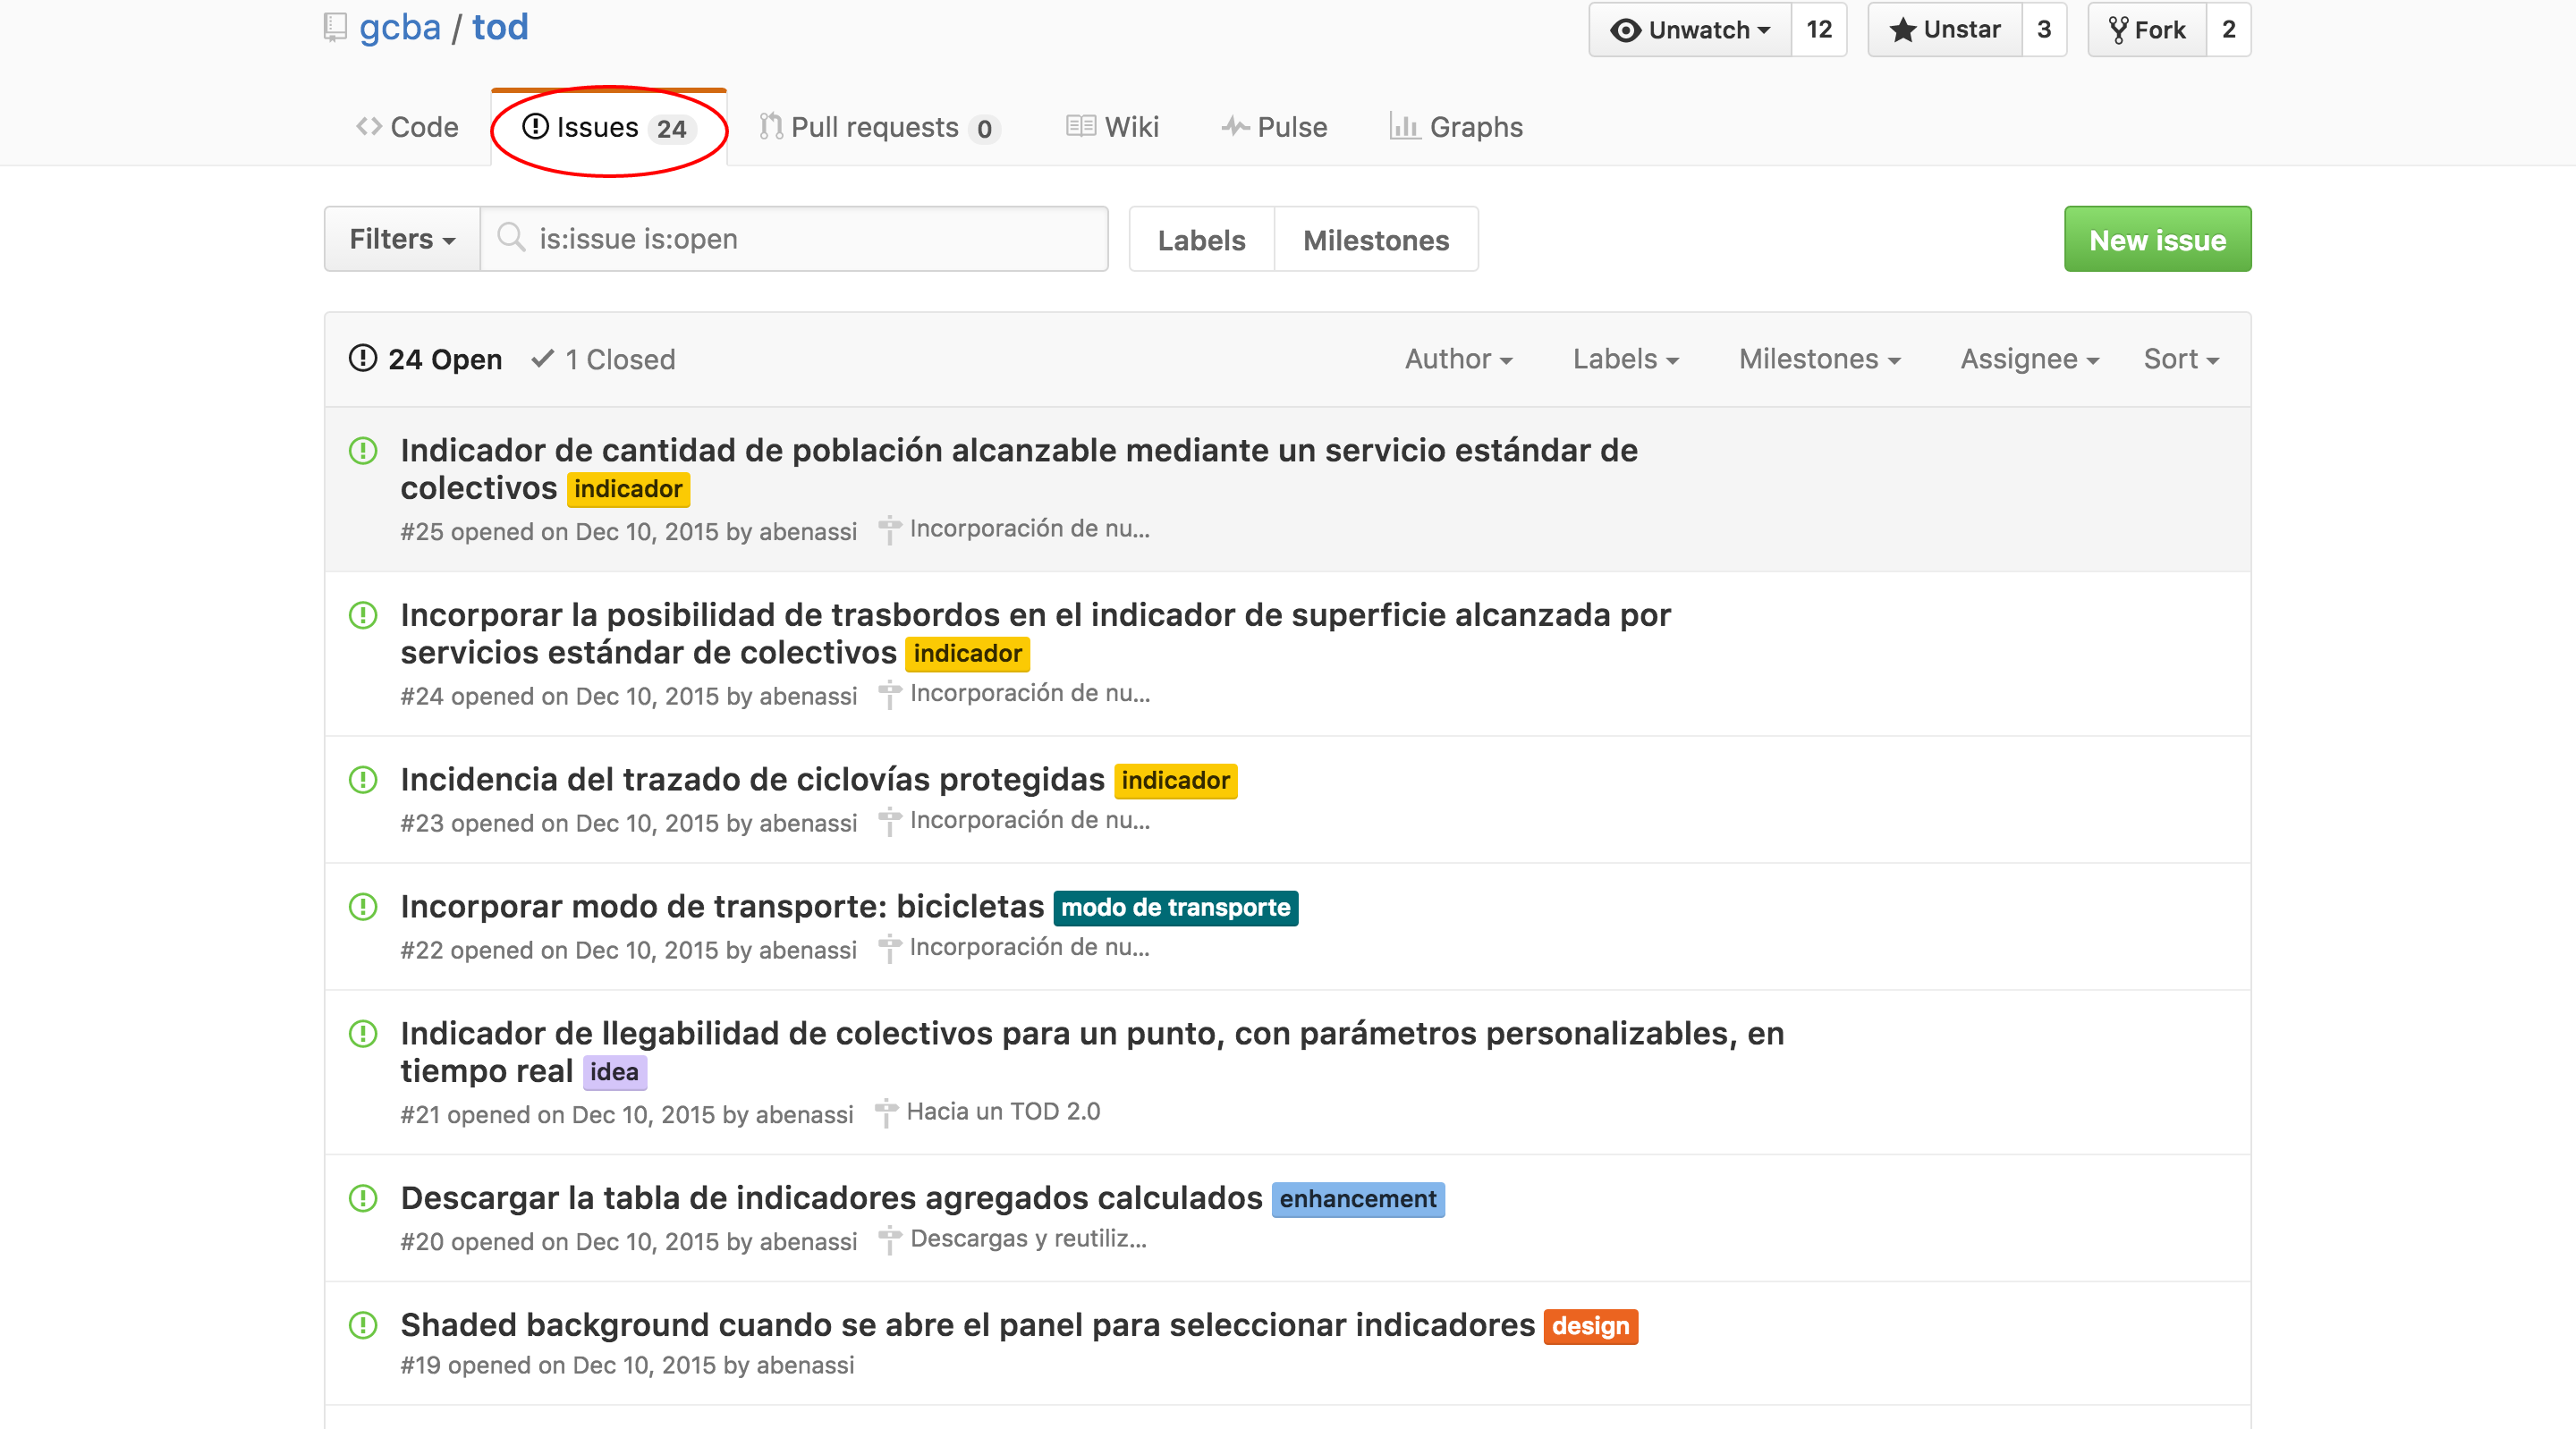 gcba / tod
Unwatch 12 Unstar 3 Fork 2
Code Issues 24 Pull requests 0 Wiki Pulse Graphs
Filters is:issue is:open Labels Milestones New issue
24 Open 1 Closed Author Labels Milestones Assignee Sort
Indicador de cantidad de población alcanzable mediante un servicio estándar de
colectivos indicador
#25 opened on Dec 10, 2015 by abenassi Incorporación de nu...
Incorporar la posibilidad de trasbordos en el indicador de superficie alcanzada por
servicios estándar de colectivos indicador
#24 opened on Dec 10, 2015 by abenassi Incorporación de nu...
Incidencia del trazado de ciclovías protegidas indicador
#23 opened on Dec 10, 2015 by abenassi Incorporación de nu...
Incorporar modo de transporte: bicicletas modo de transporte
#22 opened on Dec 10, 2015 by abenassi Incorporación de nu...
Indicador de llegabilidad de colectivos para un punto, con parámetros personalizables, en
tiempo real idea
#21 opened on Dec 10, 2015 by abenassi Hacia un TOD 2.0
Descargar la tabla de indicadores agregados calculados enhancement
#20 opened on Dec 10, 2015 by abenassi Descargas y reutiliz...
Shaded background cuando se abre el panel para seleccionar indicadores design
#19 opened on Dec 10, 2015 by abenassi